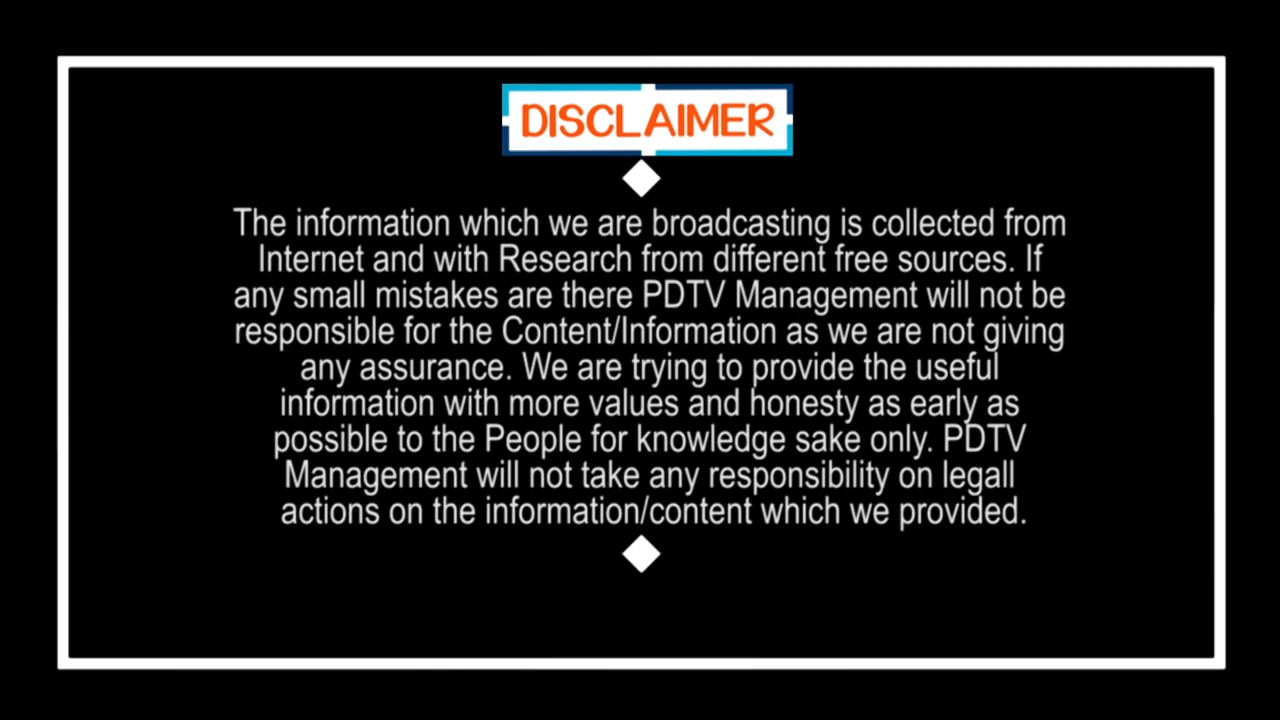 DISCLAIMER
The information which we are broadcasting is collected from
Internet and with Research from different free sources. If
any small mistakes are there PDTV Management will not be
responsible for the Content/Information as we are not giving
any assurance. We are trying to provide the useful
information with more values and honesty as early as
possible to the People for knowledge sake only. PDTV
Management will not take any responsibility on legall
actions on the information/content which we provided.